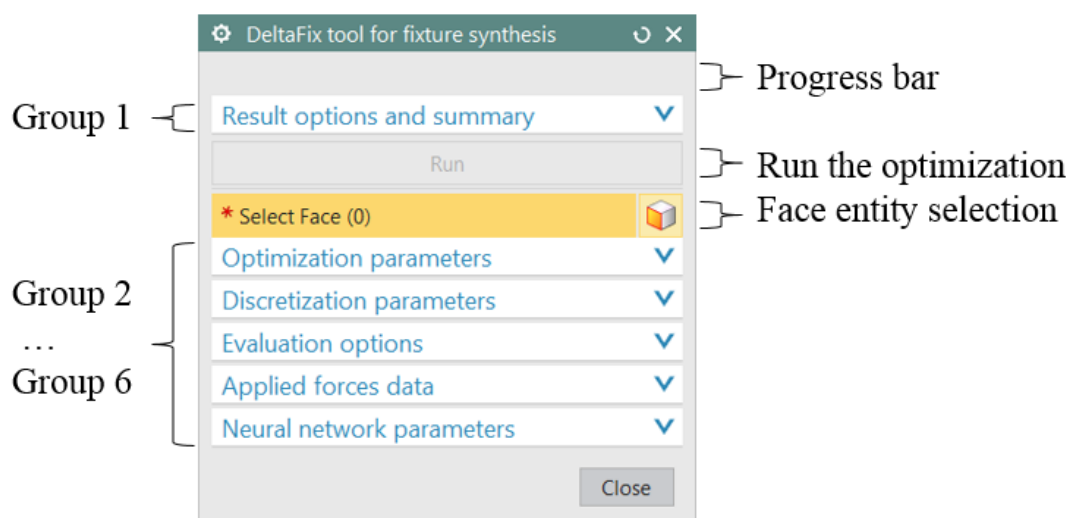 DeltaFix tool for fixture synthesis
Progress bar
Group 1
Result options and summary
Run
Run the optimization
* Select Face (0)
Face entity selection
Optimization parameters
Group 2
Discretization parameters
...
Evaluation options
Group 6
Applied forces data
Neural network parameters
Close